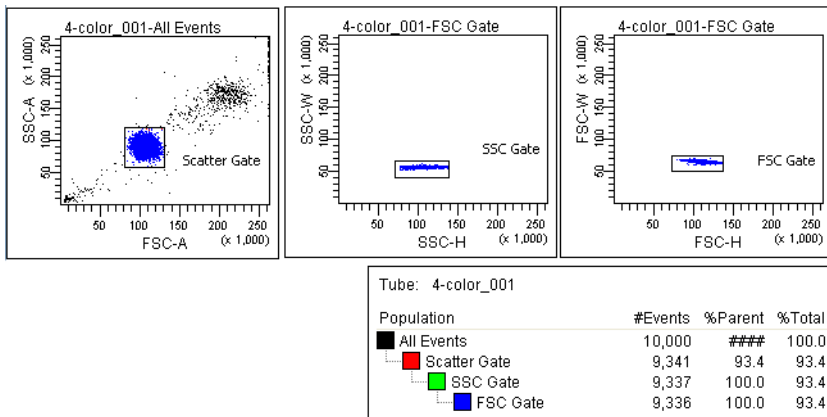 4-color_001-All Events
SSC-A (x 1,000)
250
200
150
100
50
Scatter Gate
50 100 150 200 250
FSC-A (x 1,000)
4-color_001-FSC Gate
SSC-W (x 1,000)
250
200
150
100
50
SSC Gate
50 100 150 200 250
SSC-H (x 1,000)
4-color_001-FSC Gate
FSC-W (x 1,000)
250
200
150
100
50
FSC Gate
50 100 150 200 250
FSC-H (x 1,000)
Tube: 4-color_001
Population #Events %Parent %Total
All Events 10,000 #### 100.0
Scatter Gate 9,341 93.4 93.4
SSC Gate 9,337 100.0 93.4
FSC Gate 9,336 100.0 93.4